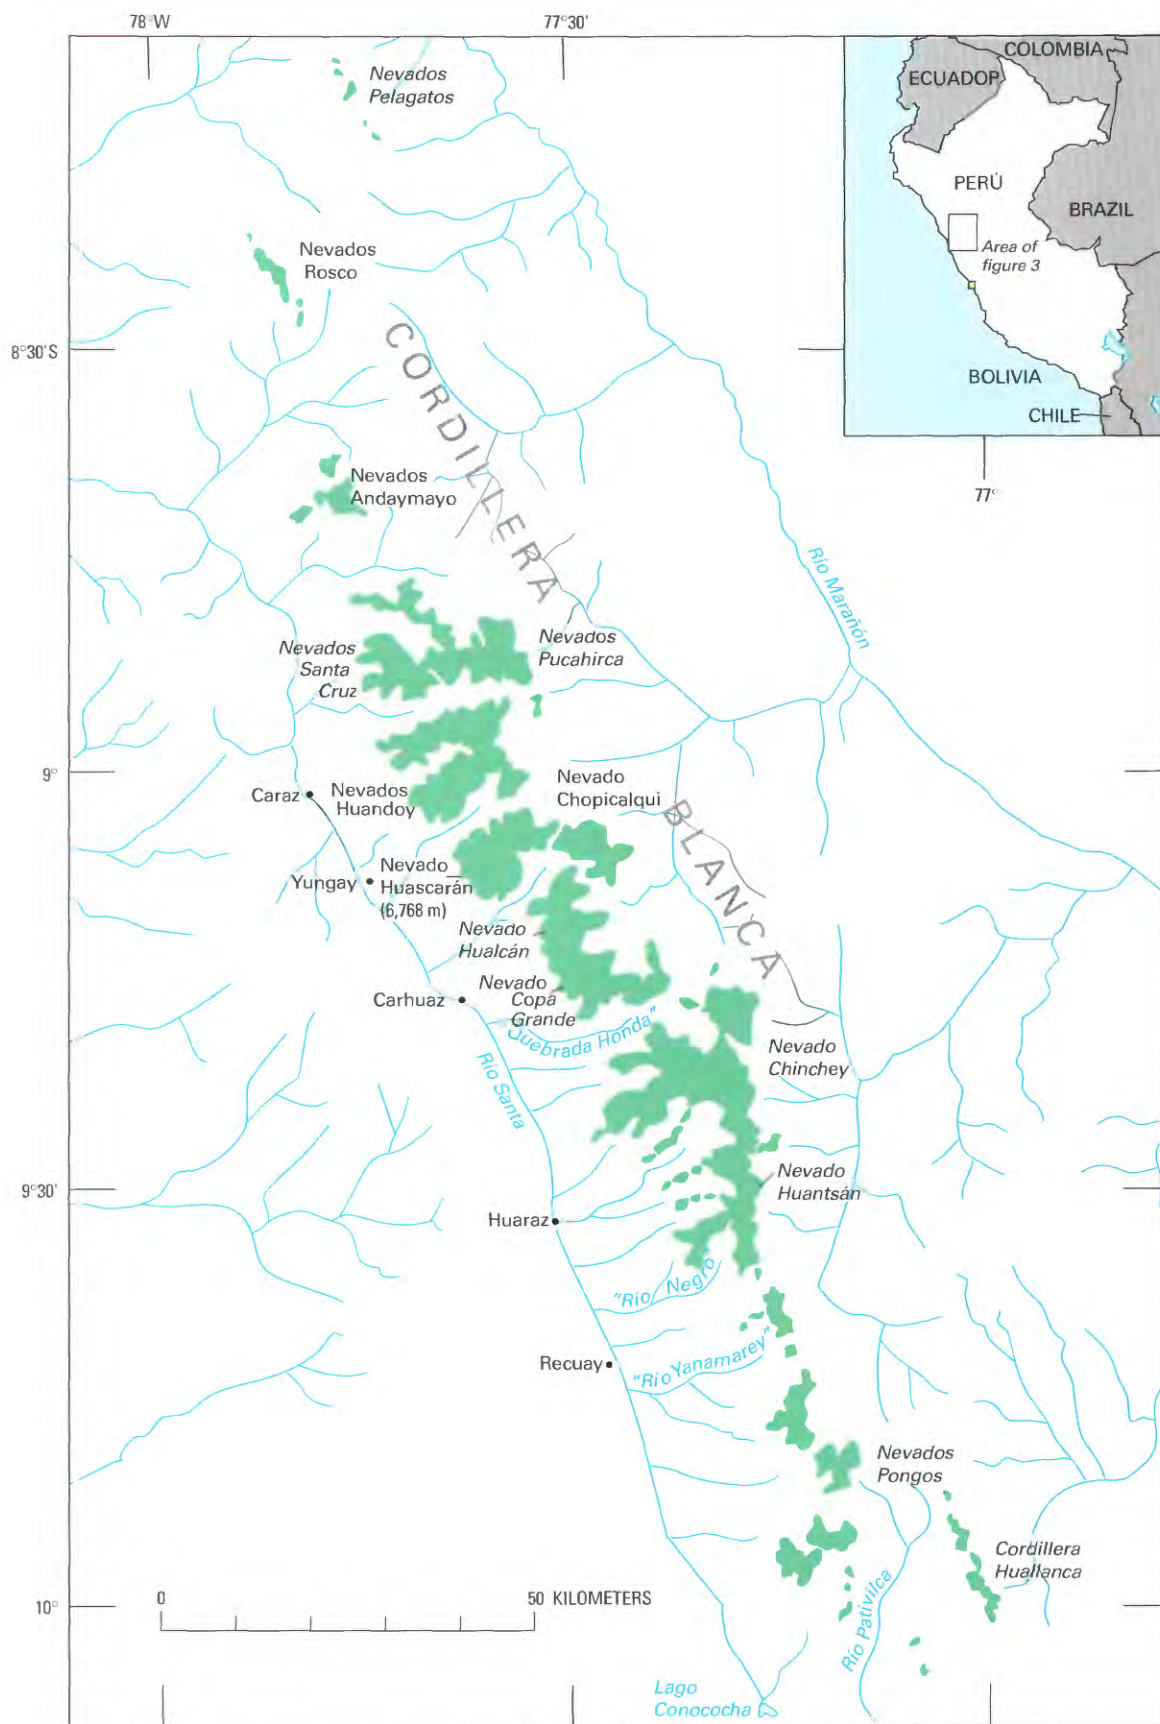 78°W
77°30'
Nevados
Pelagatos
COLOMBIA
ECUADOR
PERÚ
BRAZIL
Area of
figure 3
BOLIVIA
CHILE
77°
Nevados
Rosco
8°30'S
CORDILLERA
Nevados
Andaymayo
Río Marañón
Nevados
Pucahirca
Nevados
Santa
Cruz
9°
Caraz
Nevados
Huandoy
Nevado
Chopicalqui
BLANCA
Yungay
Nevado
Huascarán
(6,768 m)
Nevado
Hualcán
Nevado
Copa
Grande
Carhuaz
Quebrada Honda"
Nevado
Chinchey
Río Santa
9°30'
Nevado
Huantsán
Huaraz
"Río Negro"
Recuay
"Río Yanamarey"
Nevados
Pongos
Cordillera
Huallanca
0
50 KILOMETERS
10°
Río Pativilca
Lago
Conococha